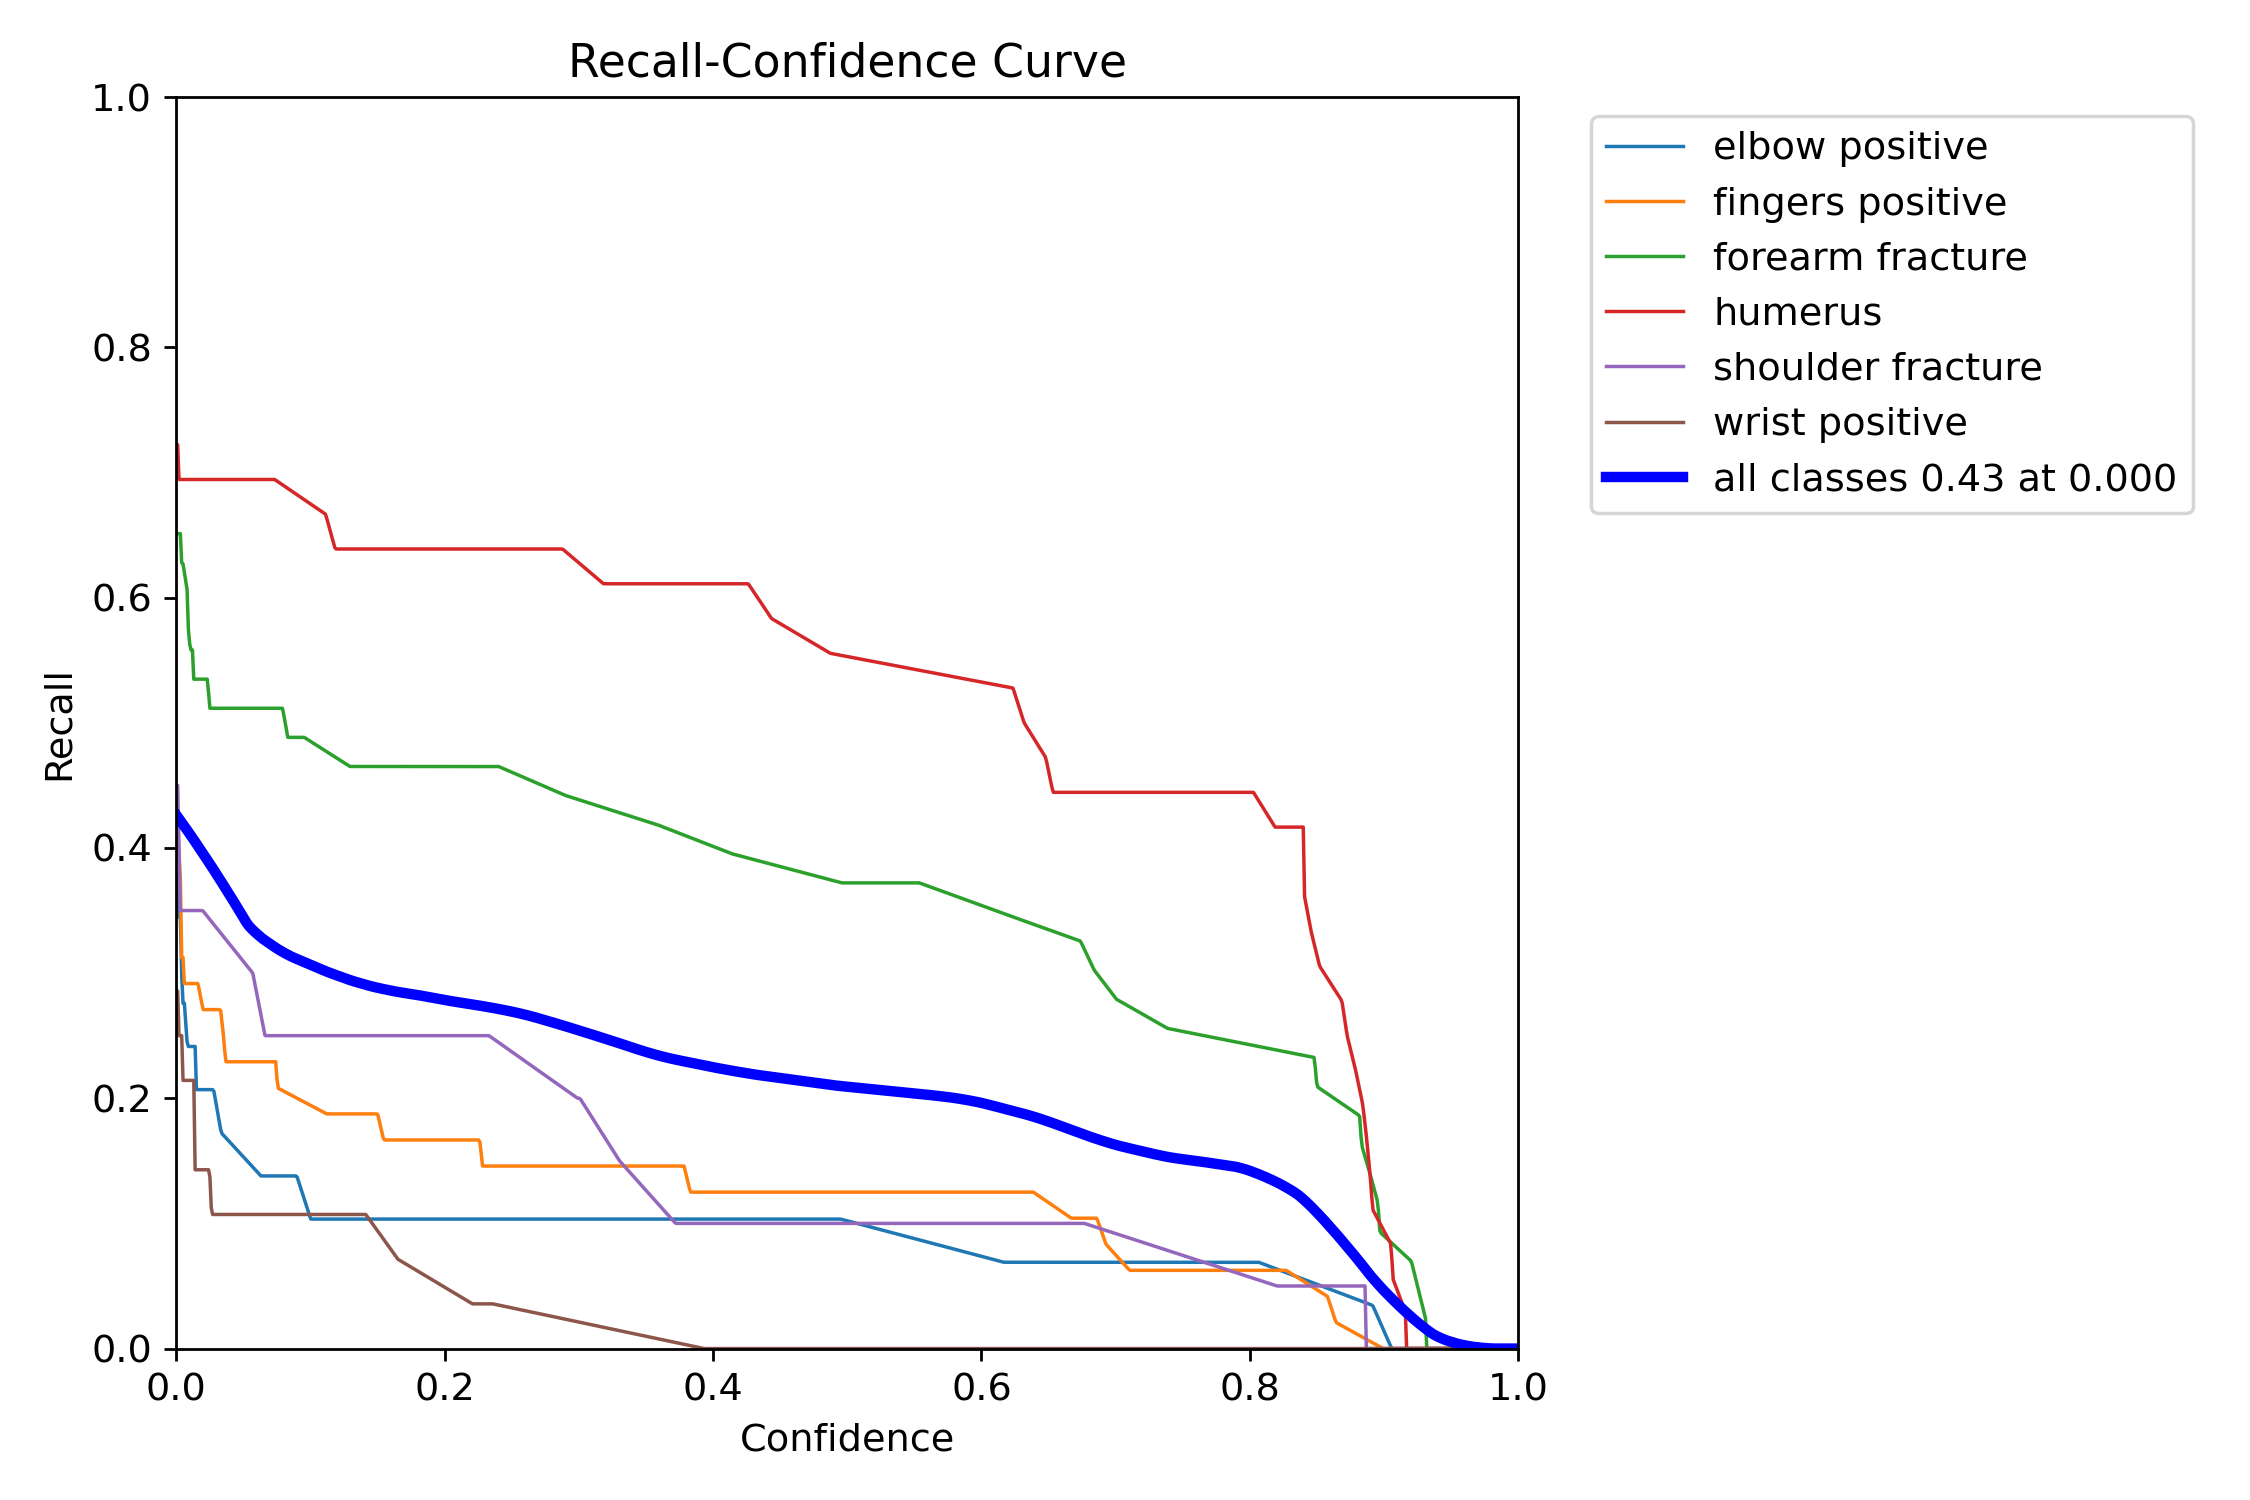 Recall-Confidence Curve
1.0
0.8
0.6
0.4
0.2
0.0
Recall
0.0 0.2 0.4 0.6 0.8 1.0
Confidence
elbow positive
fingers positive
forearm fracture
humerus
shoulder fracture
wrist positive
all classes 0.43 at 0.000